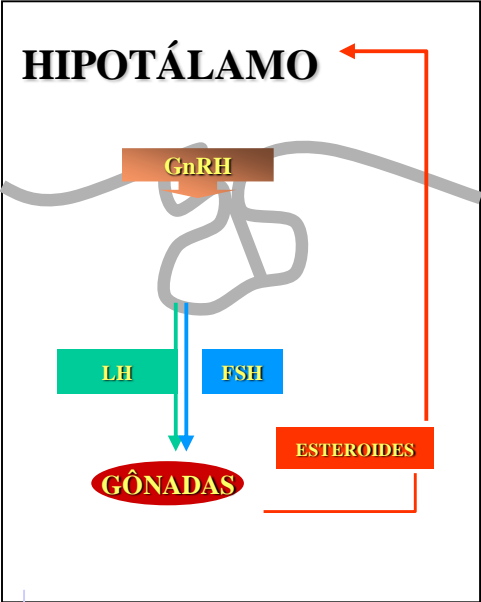 HIPOTÁLAMO
GnRH
LH
FSH
ESTEROIDES
GÔNADAS